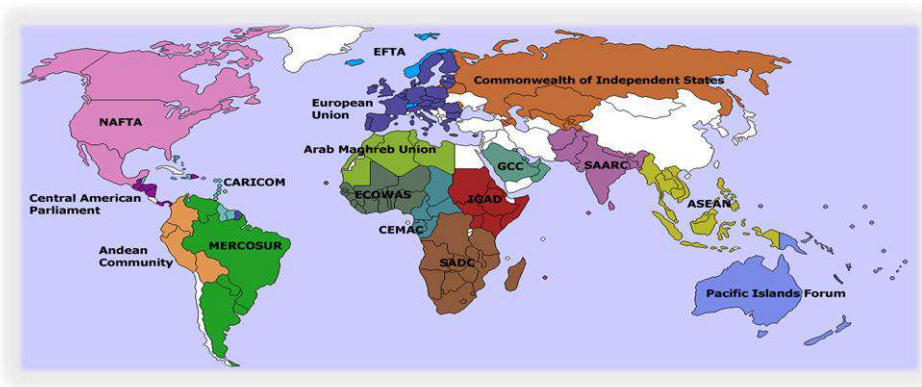 EFTA
Commonwealth of Independent States
European
Union
NAFTA
Arab Maghreb Union
GCC
SAARC
CARICOM
Central American
Parliament
ECOWAS
IGAD
ASEAN
CEMAC
Andean
Community
MERCOSUR
SADC
Pacific Islands Forum